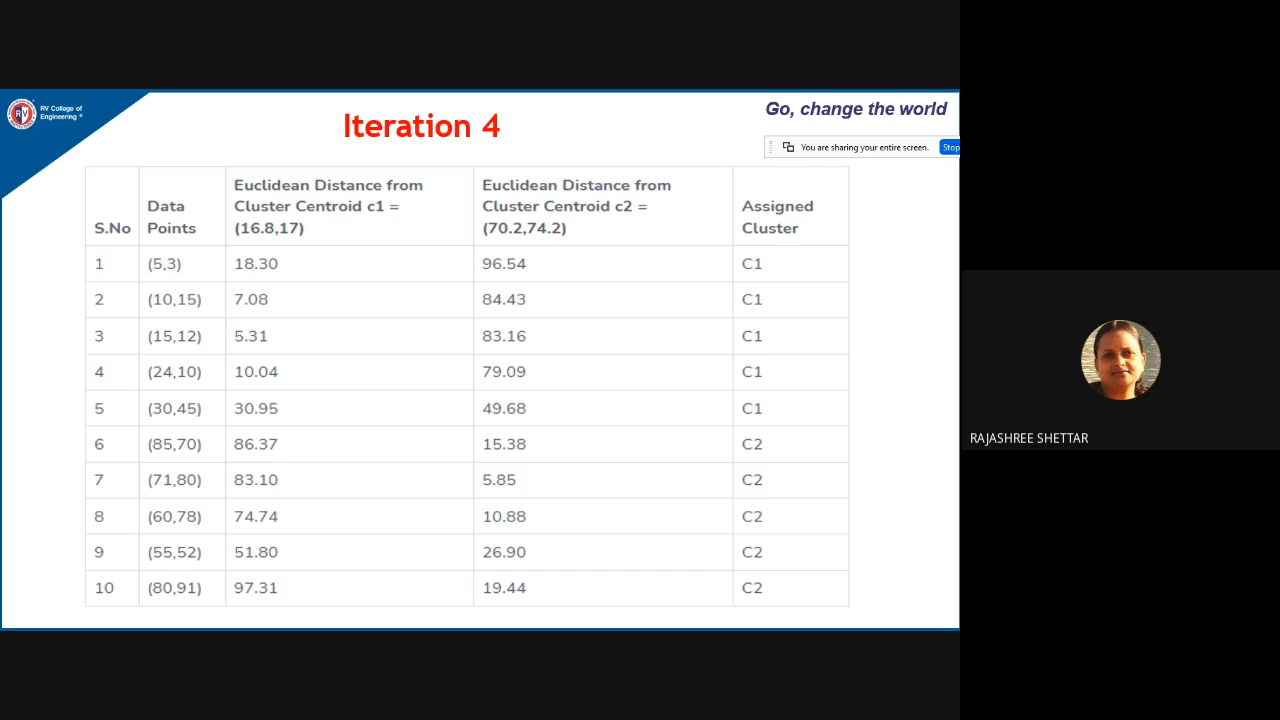 RV College of
Engineering
Go, change the world
Iteration 4
You are sharing your entire screen. Stop
S.No Data Points Euclidean Distance from Cluster Centroid c1 = (16.8,17) Euclidean Distance from Cluster Centroid c2 = (70.2,74.2) Assigned Cluster
1 (5,3) 18.30 96.54 C1
2 (10,15) 7.08 84.43 C1
3 (15,12) 5.31 83.16 C1
4 (24,10) 10.04 79.09 C1
5 (30,45) 30.95 49.68 C1
6 (85,70) 86.37 15.38 C2
7 (71,80) 83.10 5.85 C2
8 (60,78) 74.74 10.88 C2
9 (55,52) 51.80 26.90 C2
10 (80,91) 97.31 19.44 C2
RAJASHREE SHETTAR